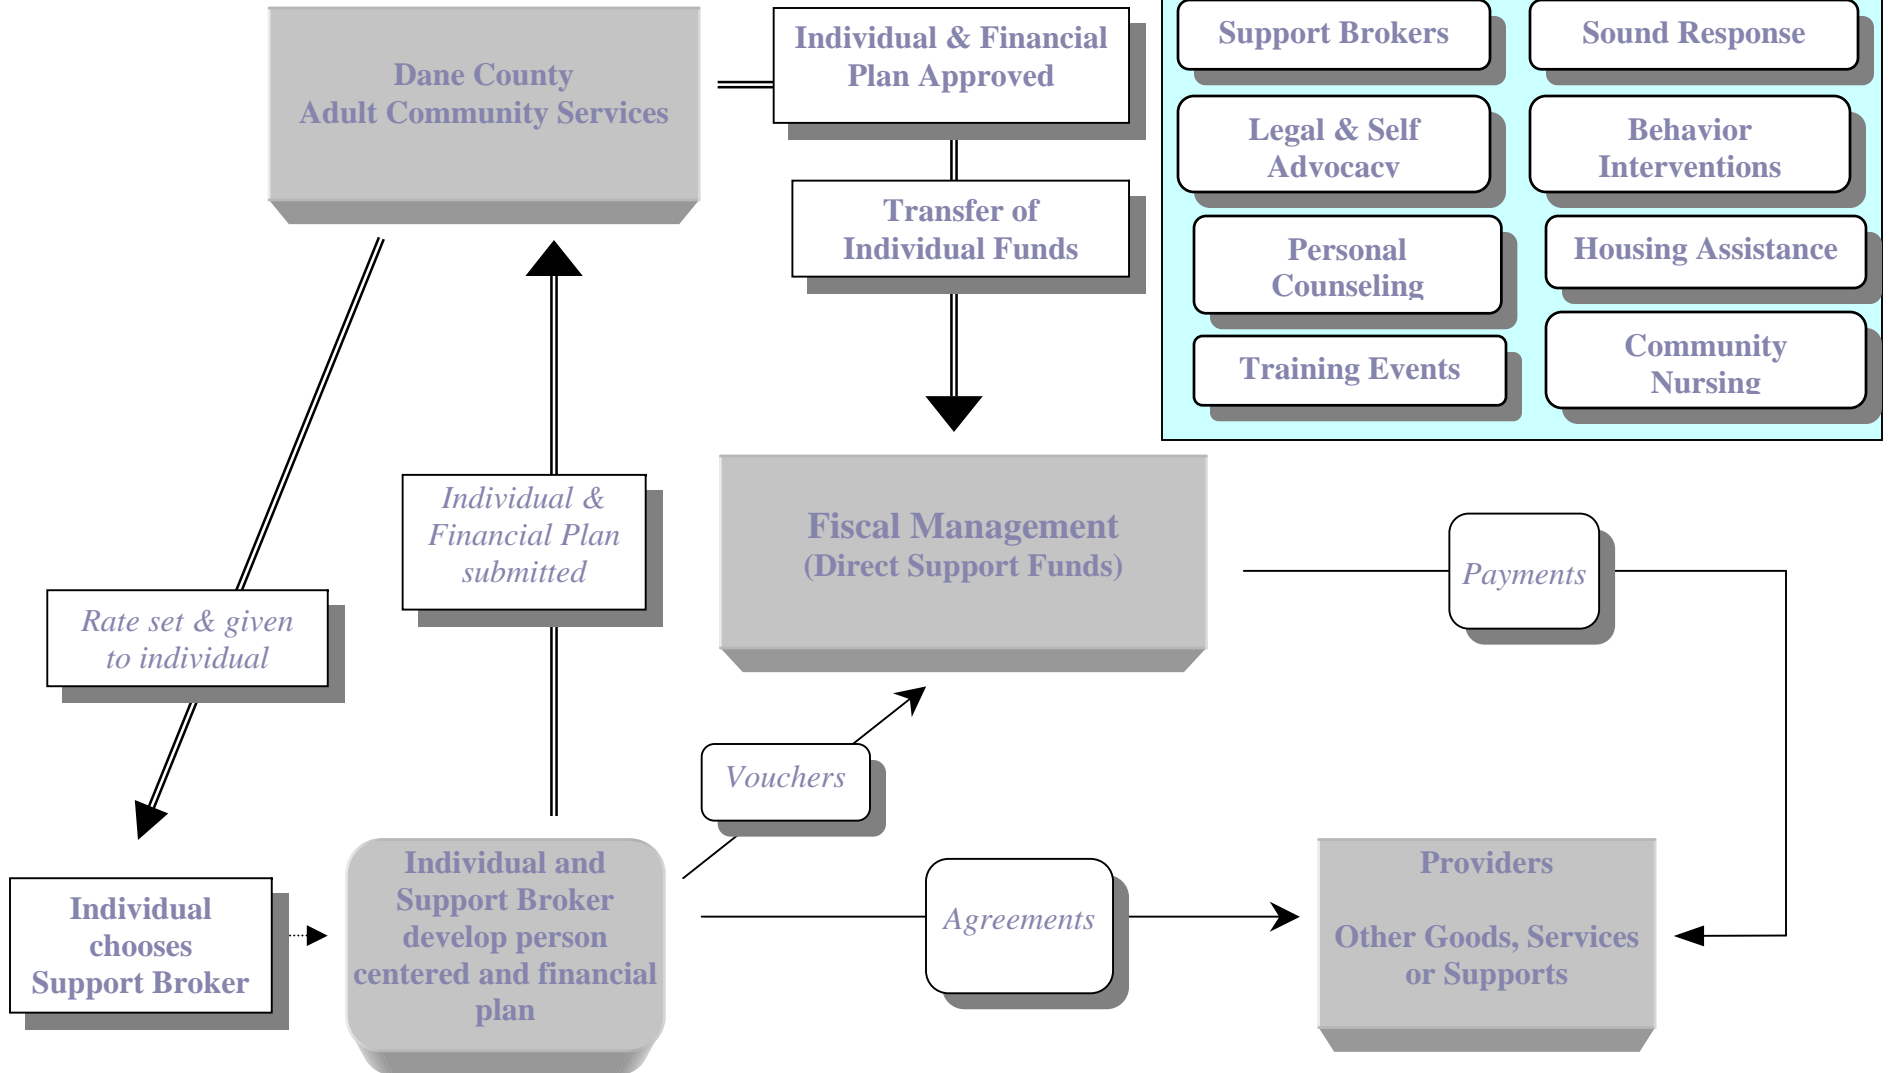 Dane County
Adult Community Services
Individual & Financial
Plan Approved
Transfer of
Individual Funds
Support Brokers
Sound Response
Legal & Self
Advocacy
Behavior
Interventions
Personal
Counseling
Housing Assistance
Training Events
Community
Nursing
Individual &
Financial Plan
submitted
Fiscal Management
(Direct Support Funds)
Payments
Rate set & given
to individual
Vouchers
Individual
chooses
Support Broker
Individual and
Support Broker
develop person
centered and financial
plan
Agreements
Providers
Other Goods, Services
or Supports